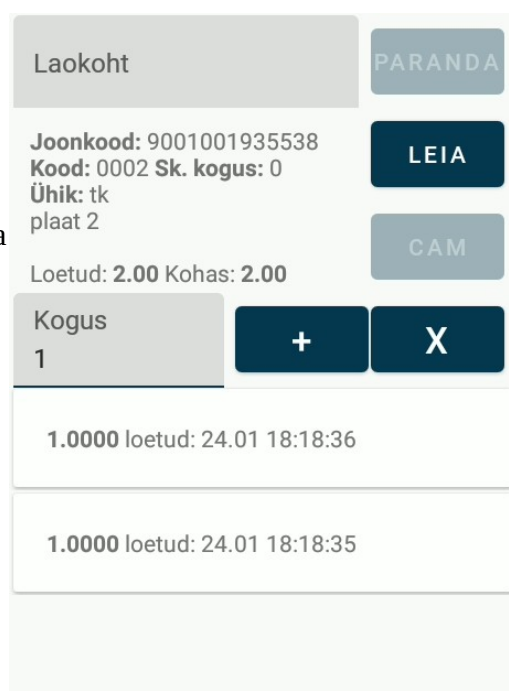 Laokoht
PARANDA
Joonkood: 9001001935538
Kood: 0002 Sk. kogus: 0
Ühik: tk
plaat 2
LEIA
a
CAM
Loetud: 2.00 Kohas: 2.00
Kogus
1
+
X
1.0000 loetud: 24.01 18:18:36
1.0000 loetud: 24.01 18:18:35